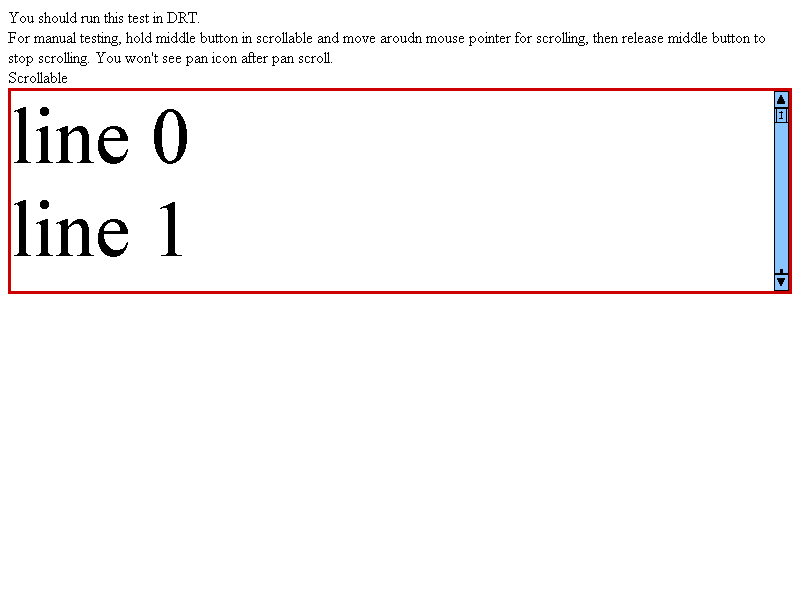 You should run this test in DRT.
For manual testing, hold middle button in scrollable and move aroudn mouse pointer for scrolling, then release middle button to
stop scrolling. You won't see pan icon after pan scroll.
Scrollable
line 0
line 1